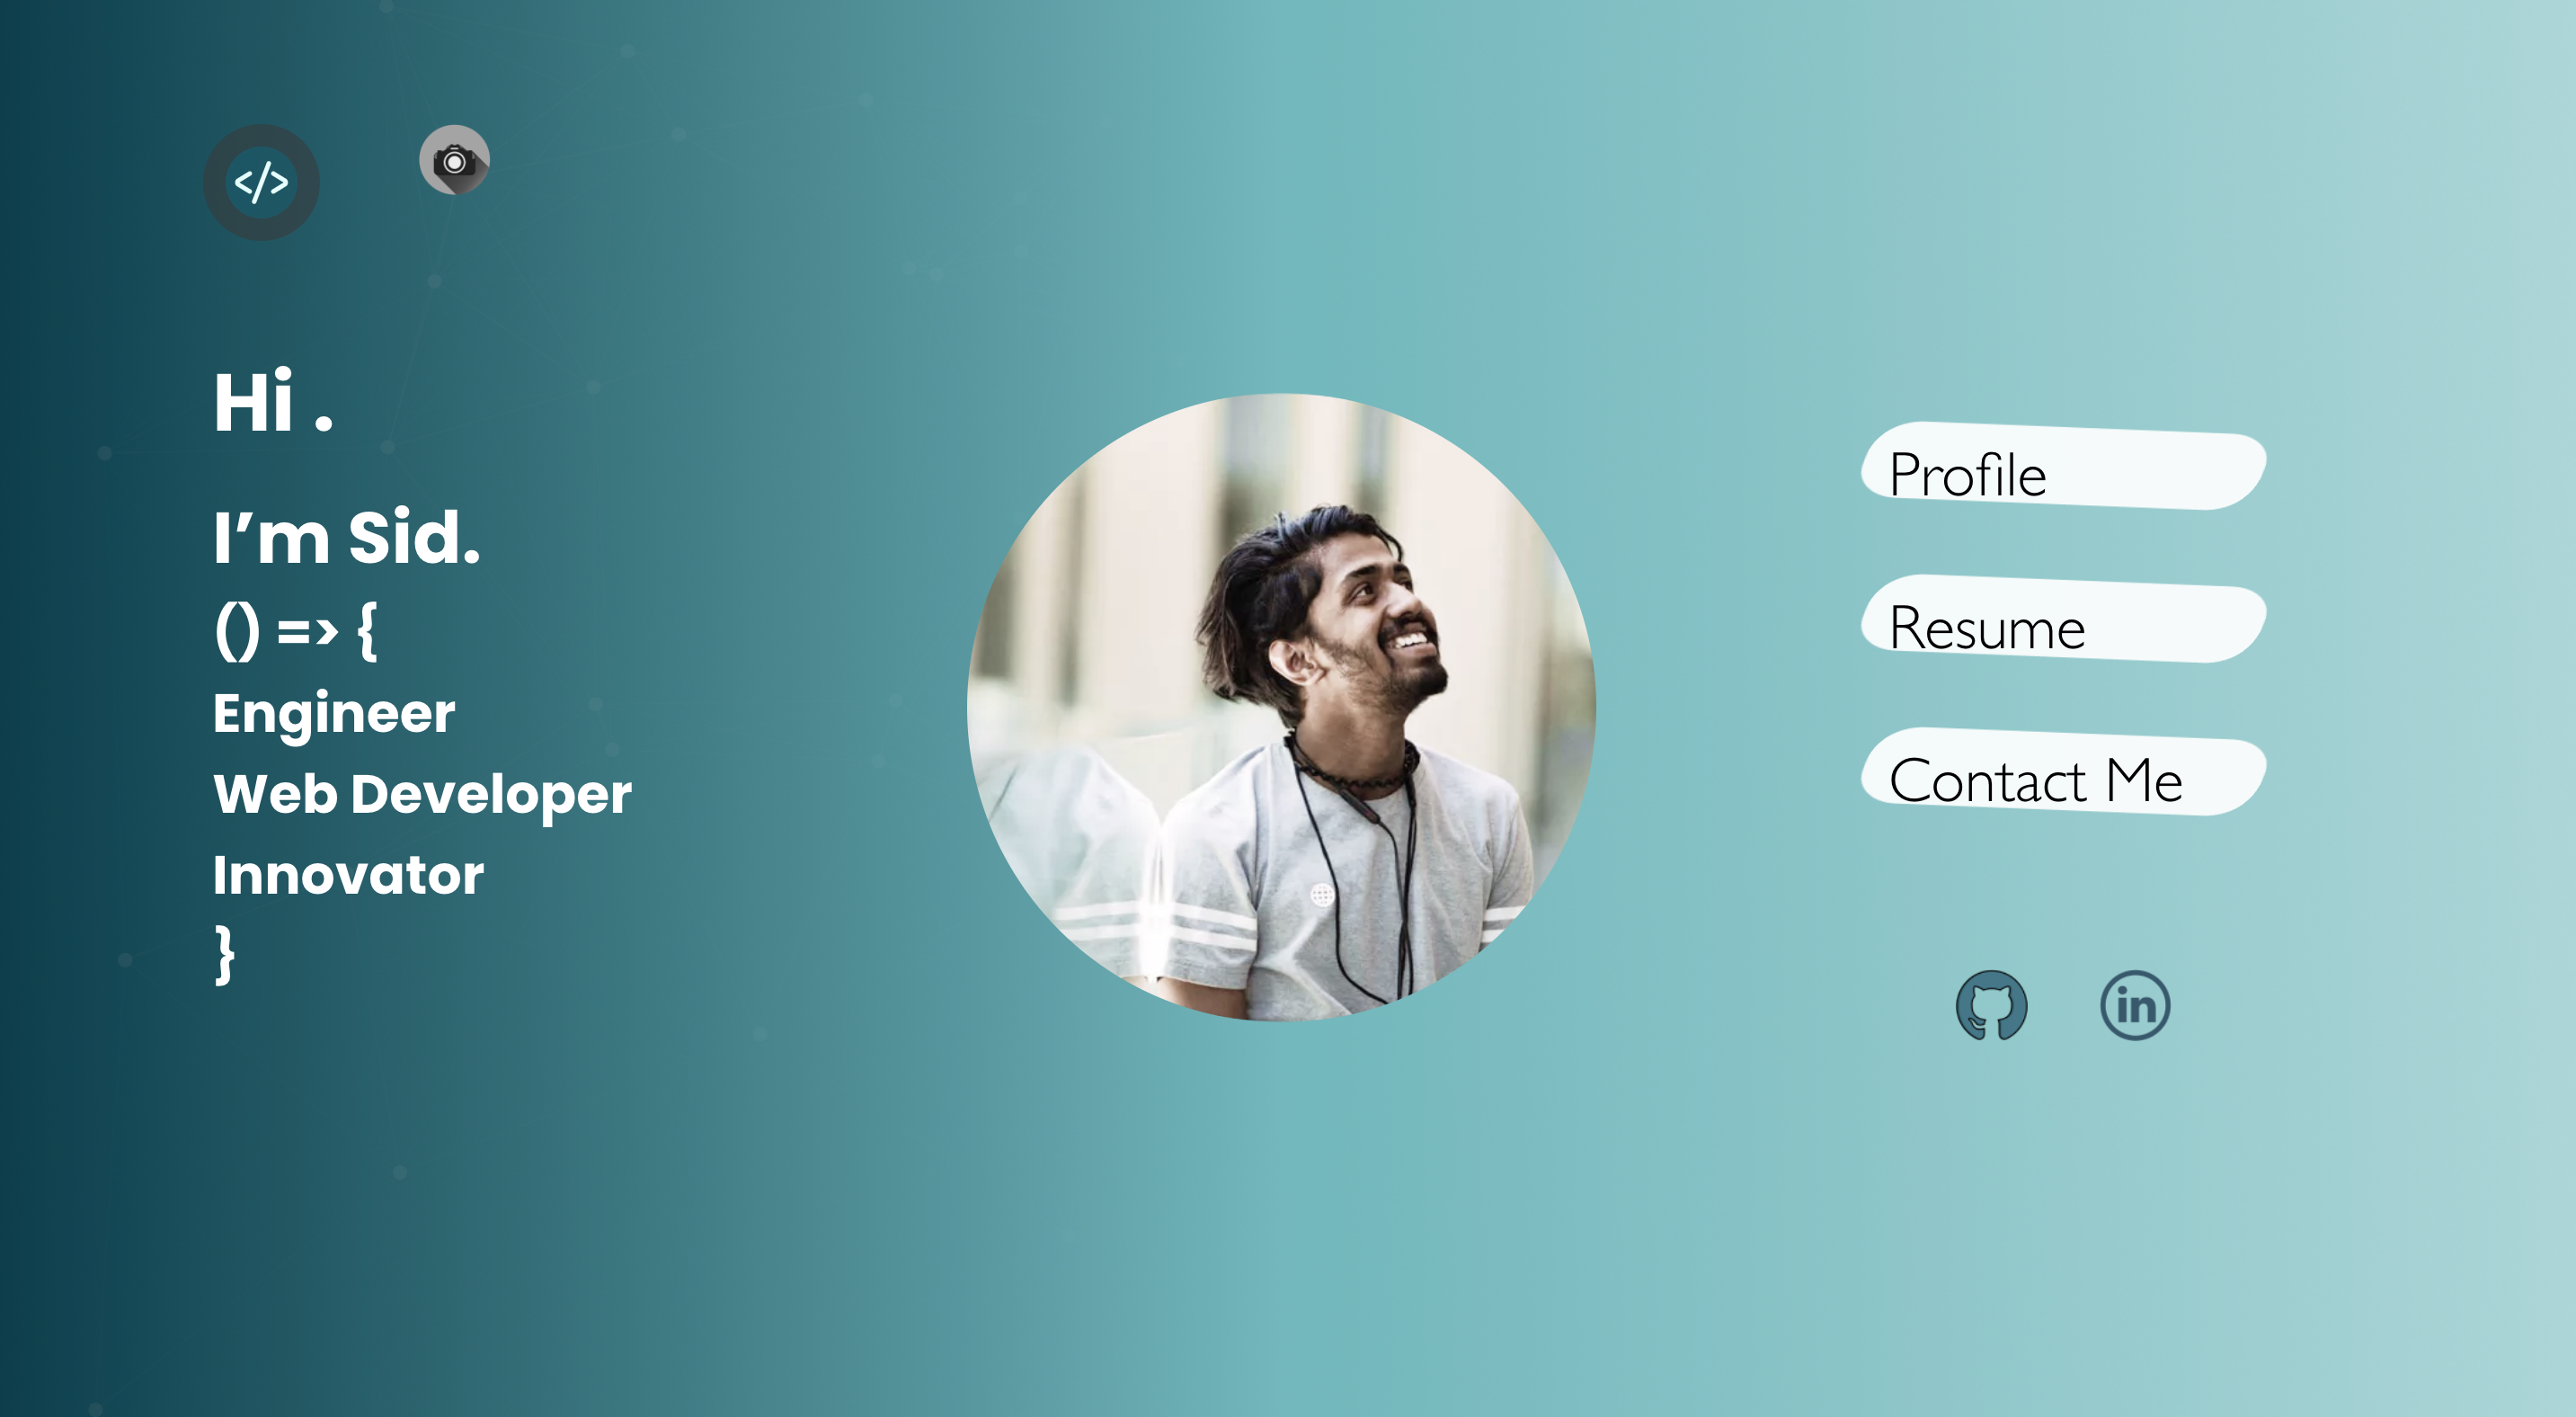 </>
Hi .
I’m Sid.
() => {
Engineer
Web Developer
Innovator
}
Profile
Resume
Contact Me
in